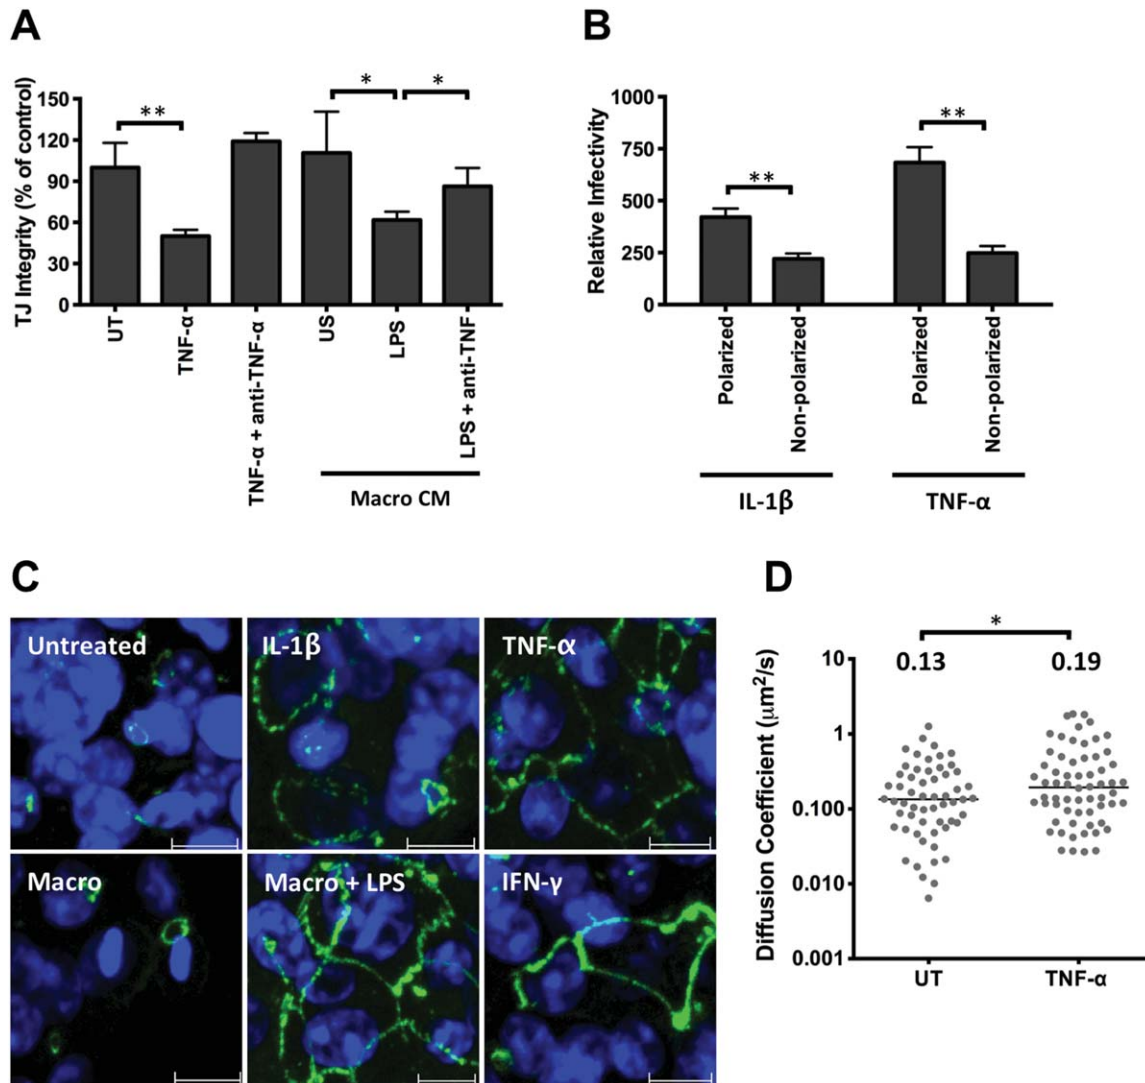 A
TJ Integrity (% of control)
150
120
90
60
30
0
**
*
*
UT
TNF-α
TNF-α + anti-TNF-α
US
LPS
LPS + anti-TNF
Macro CM
B
Relative Infectivity
1000
750
500
250
0
**
**
Polarized
Non-polarized
Polarized
Non-polarized
IL-1β
TNF-α
C
Untreated
IL-1β
TNF-α
Macro
Macro + LPS
IFN-γ
D
Diffusion Coefficient (µm²/s)
*
0.13
0.19
10
1
0.100
0.010
0.001
UT
TNF-α